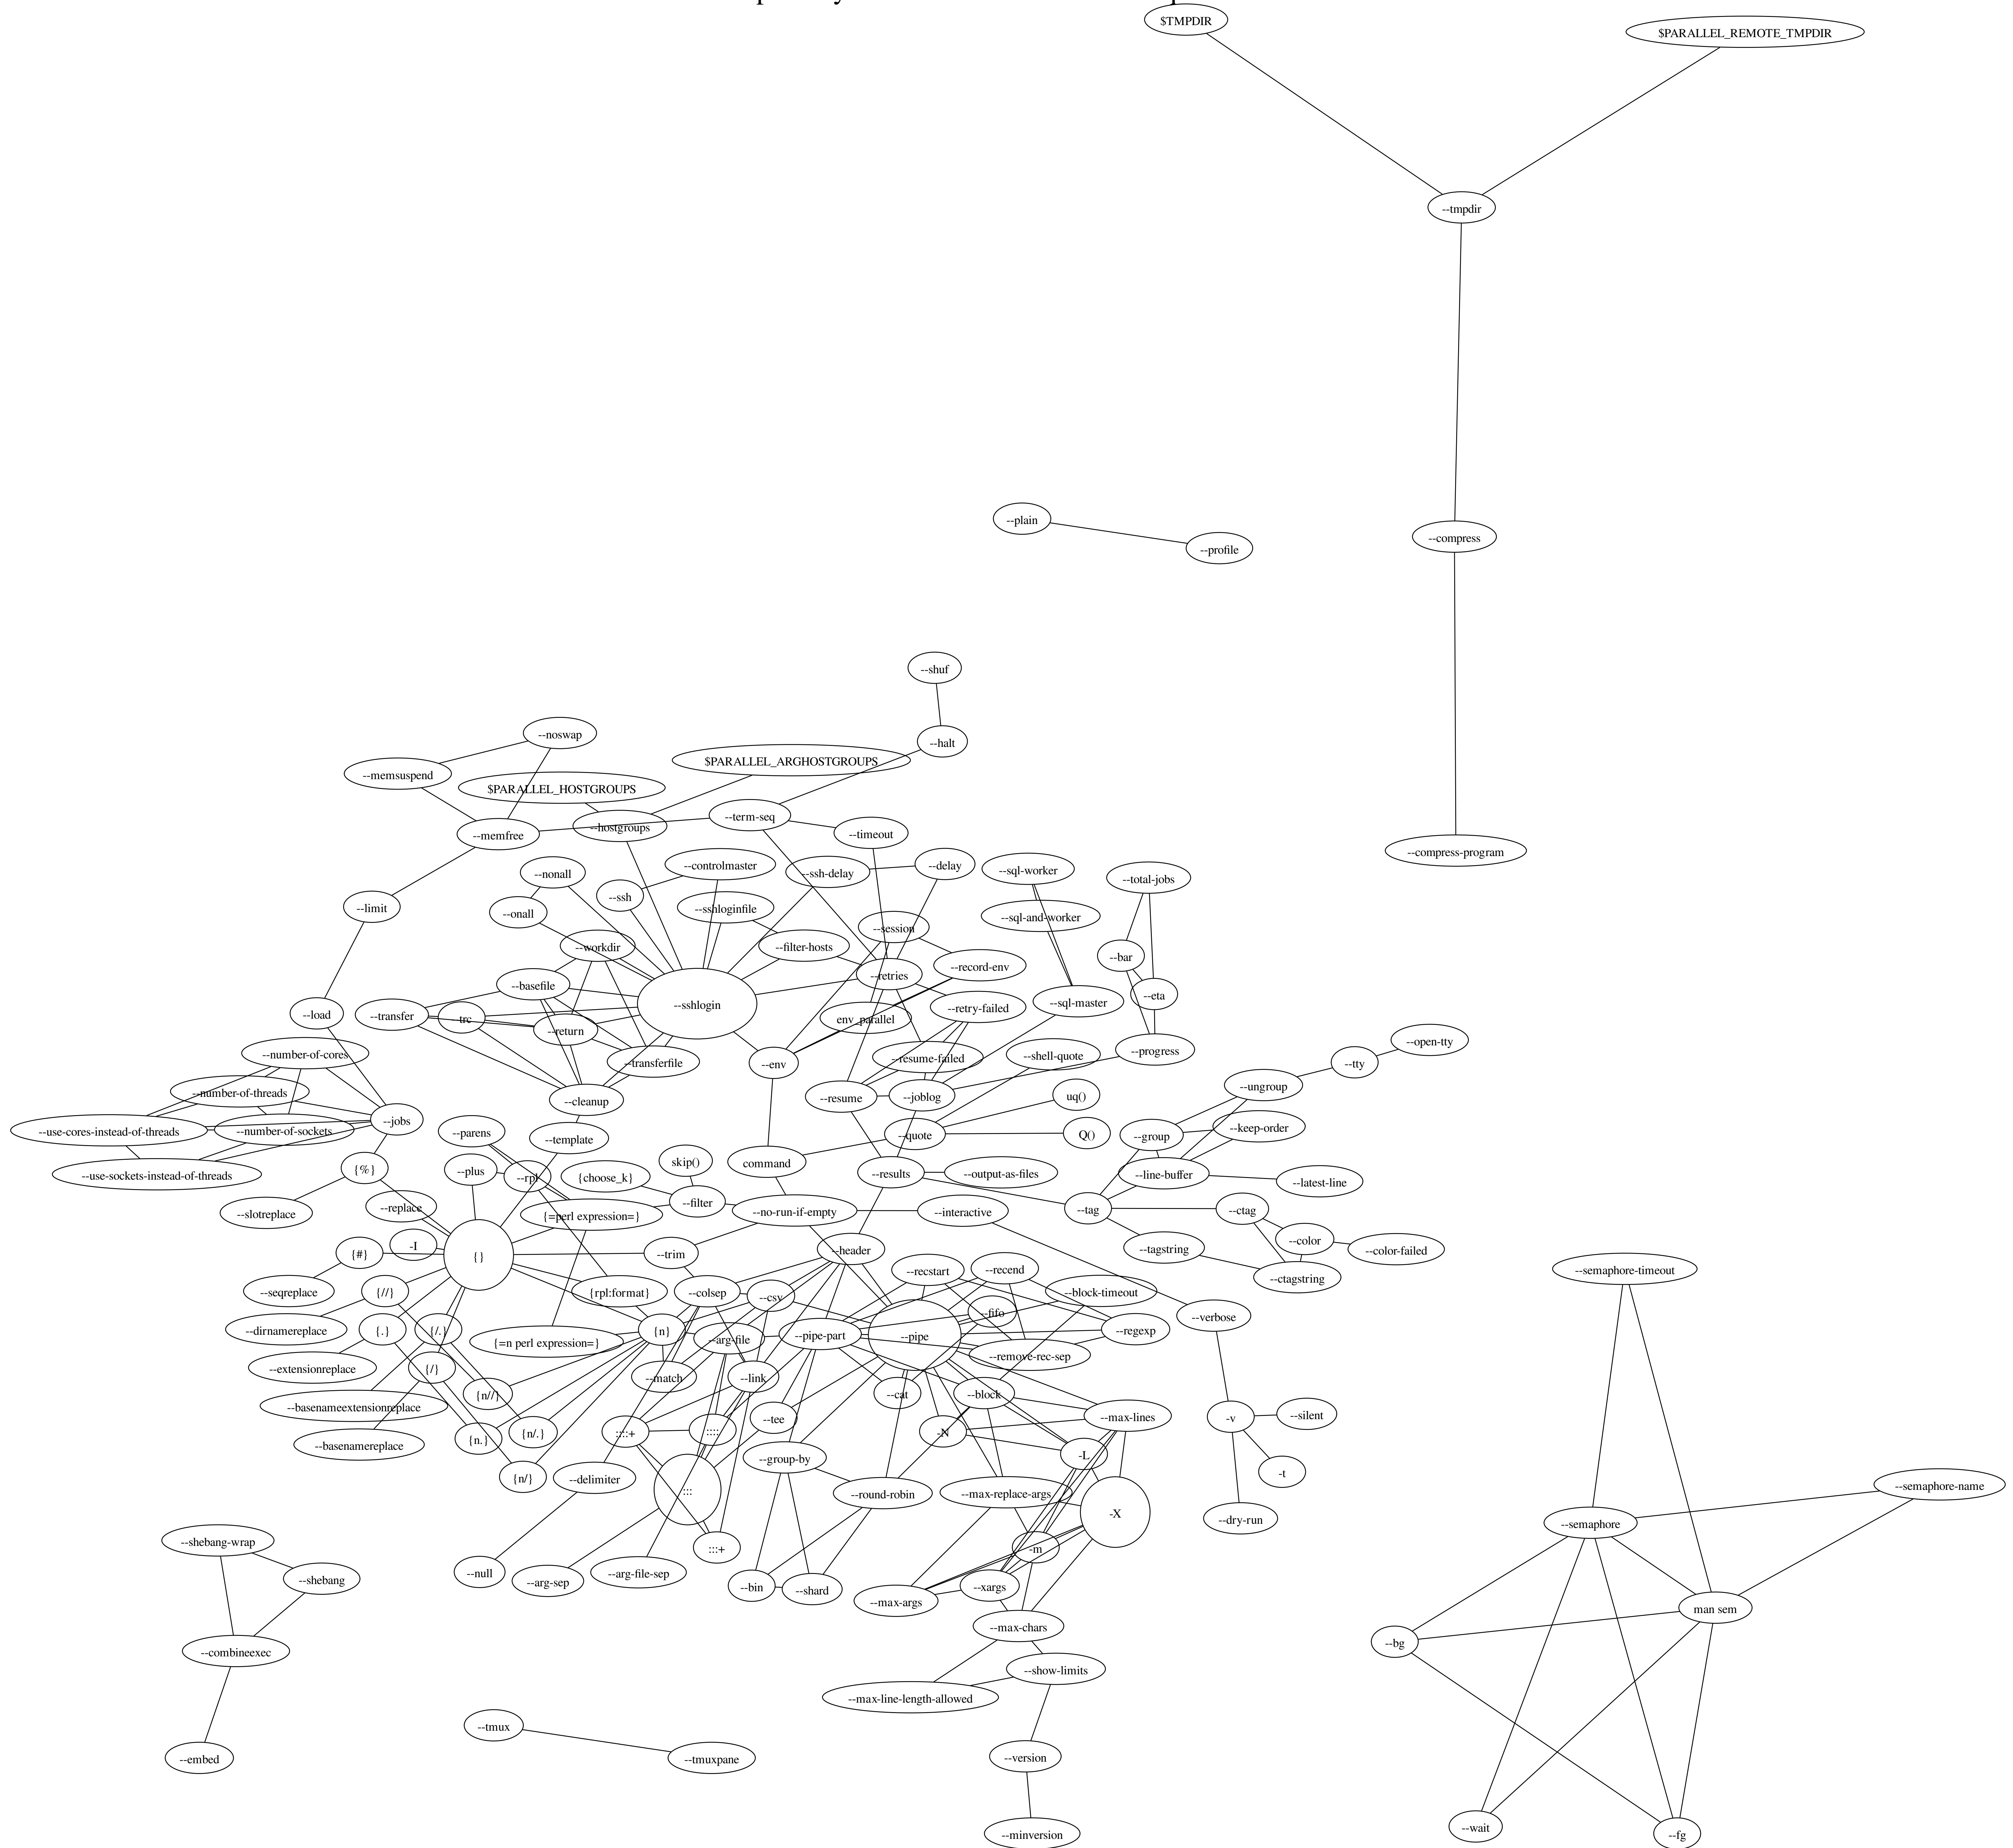 $TMPDIR
$PARALLEL_REMOTE_TMPDIR
--tmpdir
--plain
--compress
--profile
--shuf
--noswap
--halt
$PARALLEL_ARGHOSTGROUPS
--memsuspend
$PARALLEL_HOSTGROUPS
--term-seq
--hostgroups
--memfree
--timeout
--compress-program
--controlmaster
--delay
--nonall
--ssh-delay
--sql-worker
--total-jobs
--ssh
--limit
--onall
--sshloginfile
--sql-and-worker
--session
--workdir
--filter-hosts
--bar
--record-env
--retries
--basefile
--eta
--sql-master
--sshlogin
--retry-failed
--load
--transfer
--trc
env_parallel
--return
--open-tty
--number-of-cores
--progress
--shell-quote
--resume-failed
--transferfile
--env
--tty
--ungroup
--number-of-threads
--resume
--joblog
uq()
--cleanup
--jobs
--keep-order
--use-cores-instead-of-threads
--number-of-sockets
--parens
Q()
--quote
--group
--template
skip()
command
{%}
--plus
--results
--output-as-files
--line-buffer
--use-sockets-instead-of-threads
{choose_k}
--rpl
--latest-line
--filter
--replace
--slotreplace
{=perl expression=}
--no-run-if-empty
--interactive
--tag
--ctag
-I
--color
{#}
{}
--trim
--header
--tagstring
--color-failed
--recstart
--recend
--semaphore-timeout
--ctagstring
--seqreplace
{//}
{rpl:format}
--colsep
--csv
--block-timeout
--fifo
--verbose
--dirnamereplace
{.}
{/.}
{n}
--arg-file
--pipe-part
--pipe
--regexp
{=n perl expression=}
--remove-rec-sep
--extensionreplace
{/}
--match
--link
{n//}
--cat
--block
--basenameextensionreplace
--tee
--max-lines
-v
--silent
{n.}
{n/.}
::::+
::::
-N
--basenamereplace
--group-by
-L
-t
{n/}
--delimiter
:::
--round-robin
--max-replace-args
--semaphore-name
-X
--dry-run
--semaphore
--shebang-wrap
:::+
-m
--null
--arg-sep
--arg-file-sep
--shebang
--bin
--shard
--xargs
--max-args
man sem
--max-chars
--bg
--combineexec
--show-limits
--max-line-length-allowed
--tmux
--version
--embed
--tmuxpane
--wait
--minversion
--fg